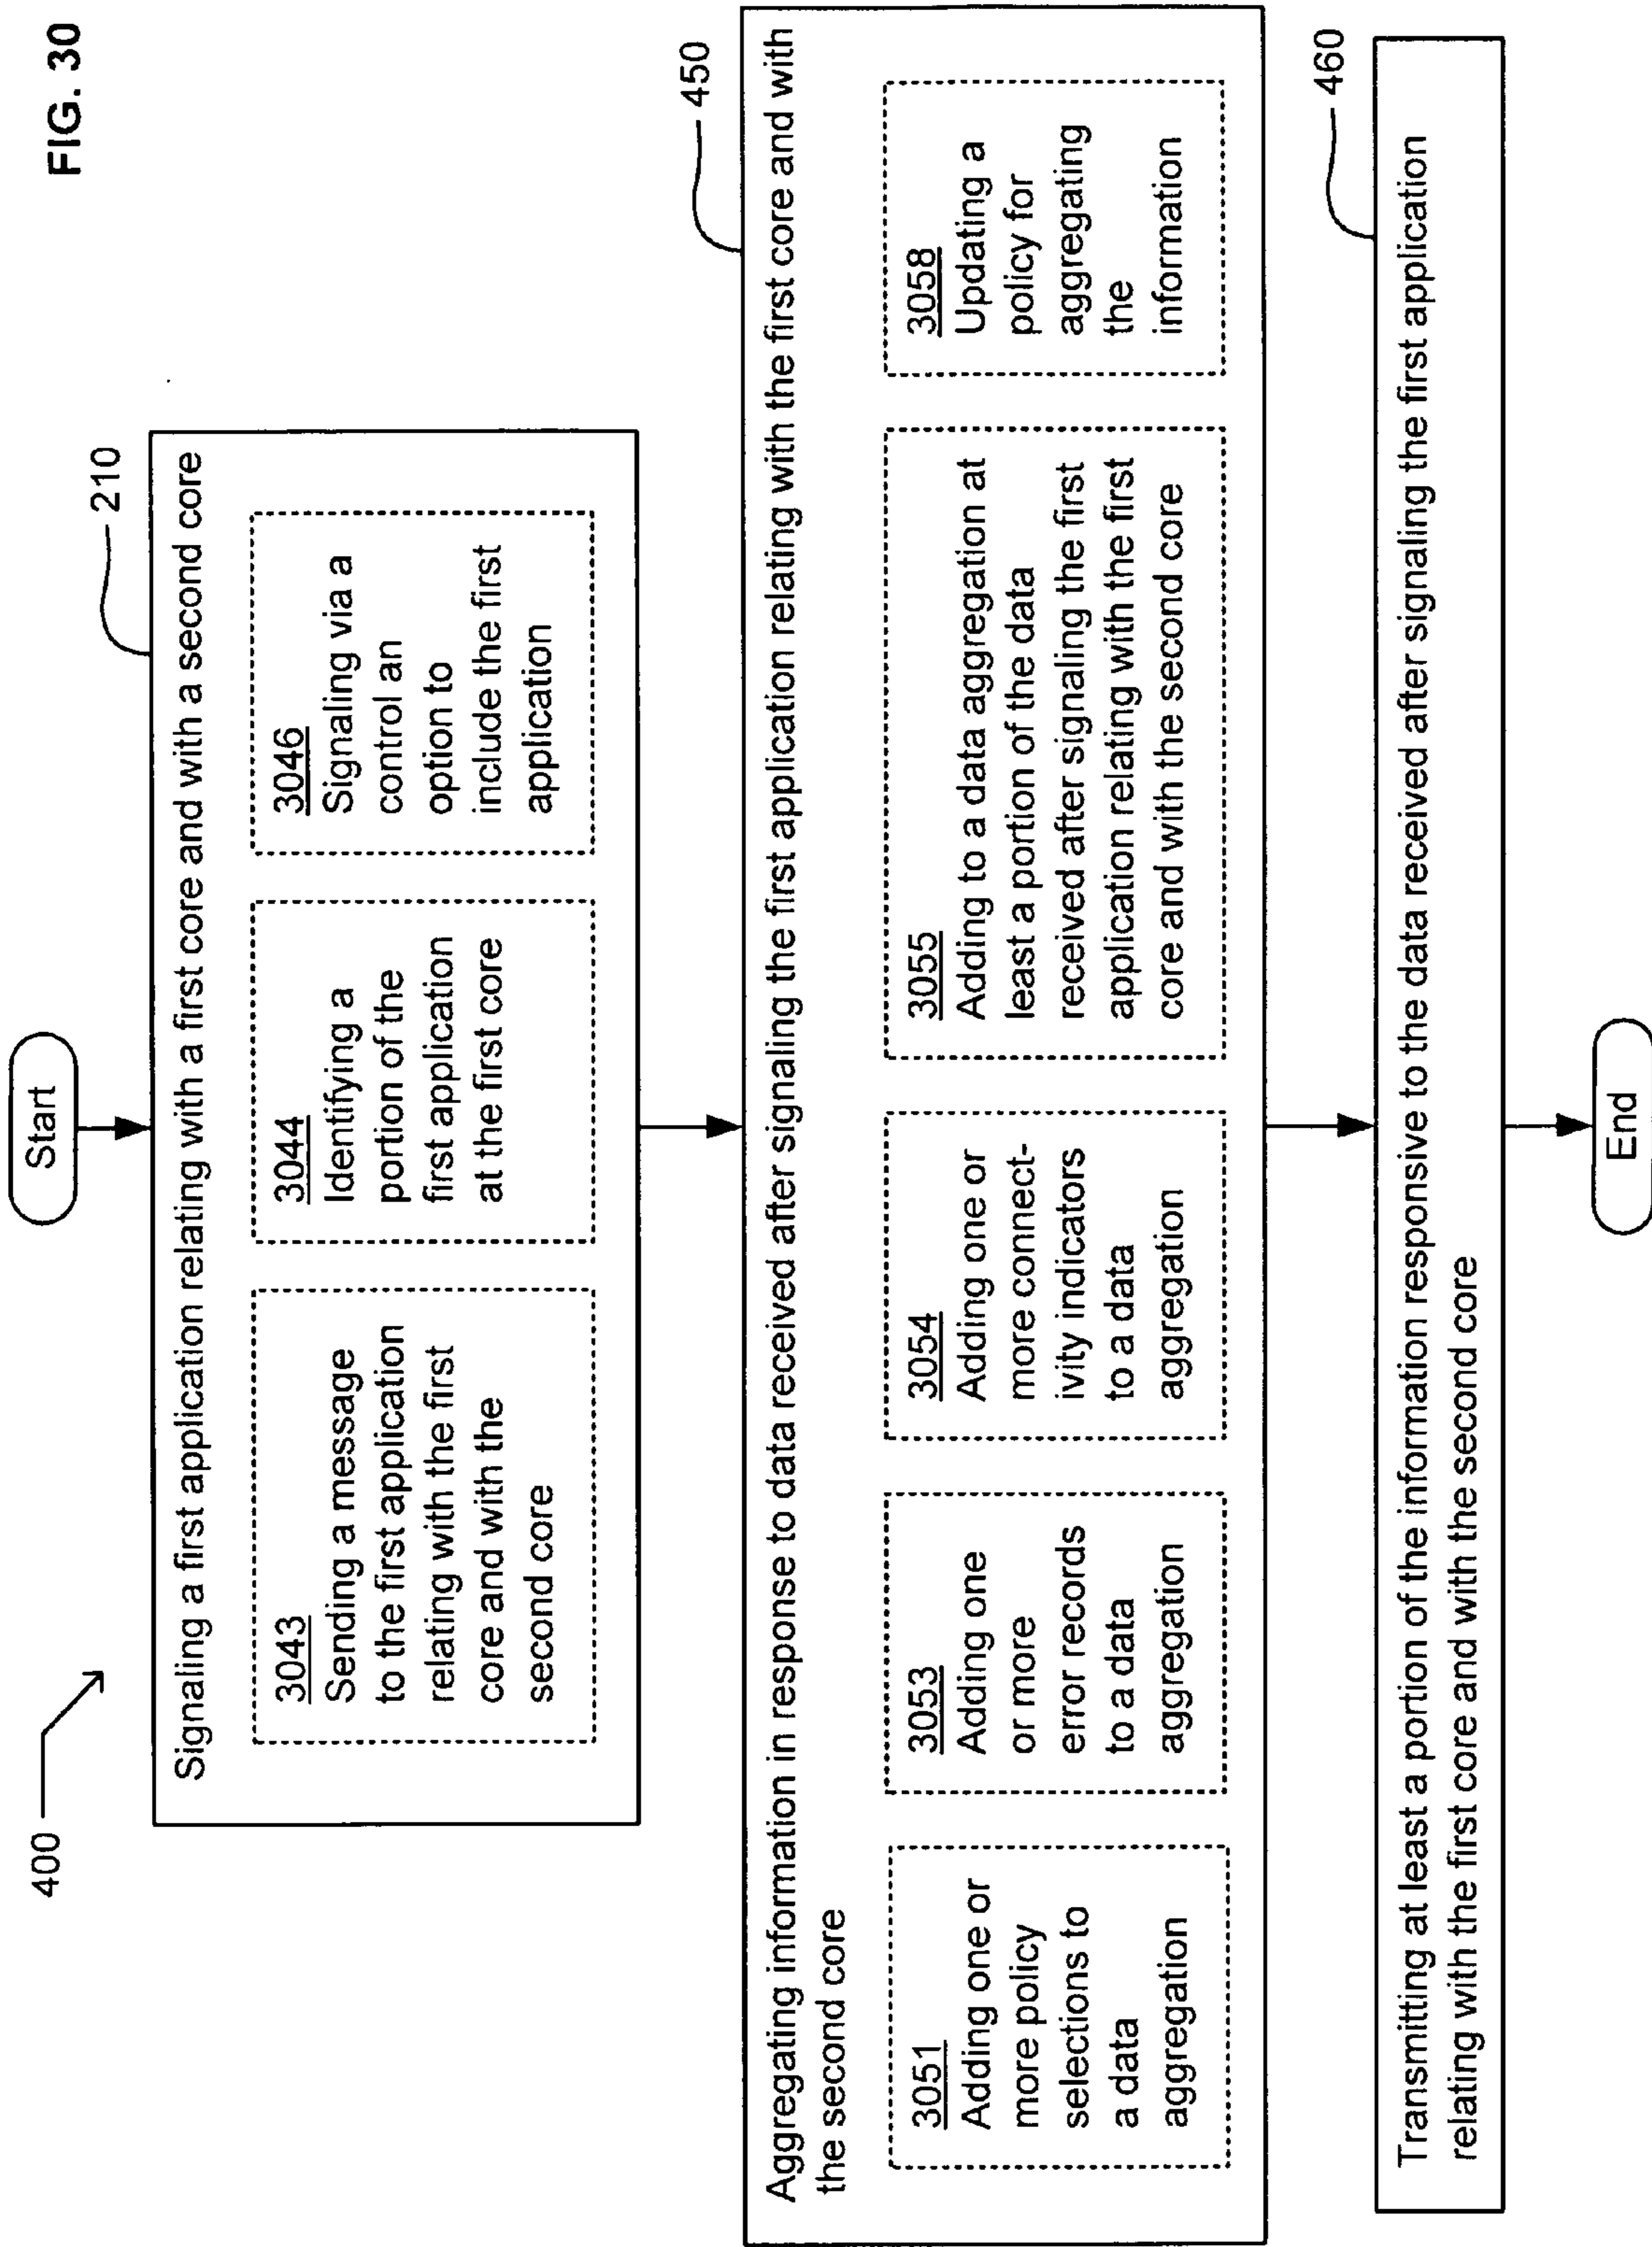 FIG. 30
400
Start
210
Signaling a first application relating with a first core and with a second core
3043
Sending a message
to the first application
relating with the first
core and with the
second core
3044
Identifying a
portion of the
first application
at the first core
3046
Signaling via a
control an
option to
include the first
application
450
Aggregating information in response to data received after signaling the first application relating with the first core and with
the second core
3051
Adding one or
more policy
selections to
a data
aggregation
3053
Adding one
or more
error records
to a data
aggregation
3054
Adding one or
more connect-
ivity indicators
to a data
aggregation
3055
Adding to a data aggregation at
least a portion of the data
received after signaling the first
application relating with the first
core and with the second core
3058
Updating a
policy for
aggregating
the
information
460
Transmitting at least a portion of the information responsive to the data received after signaling the first application
relating with the first core and with the second core
End